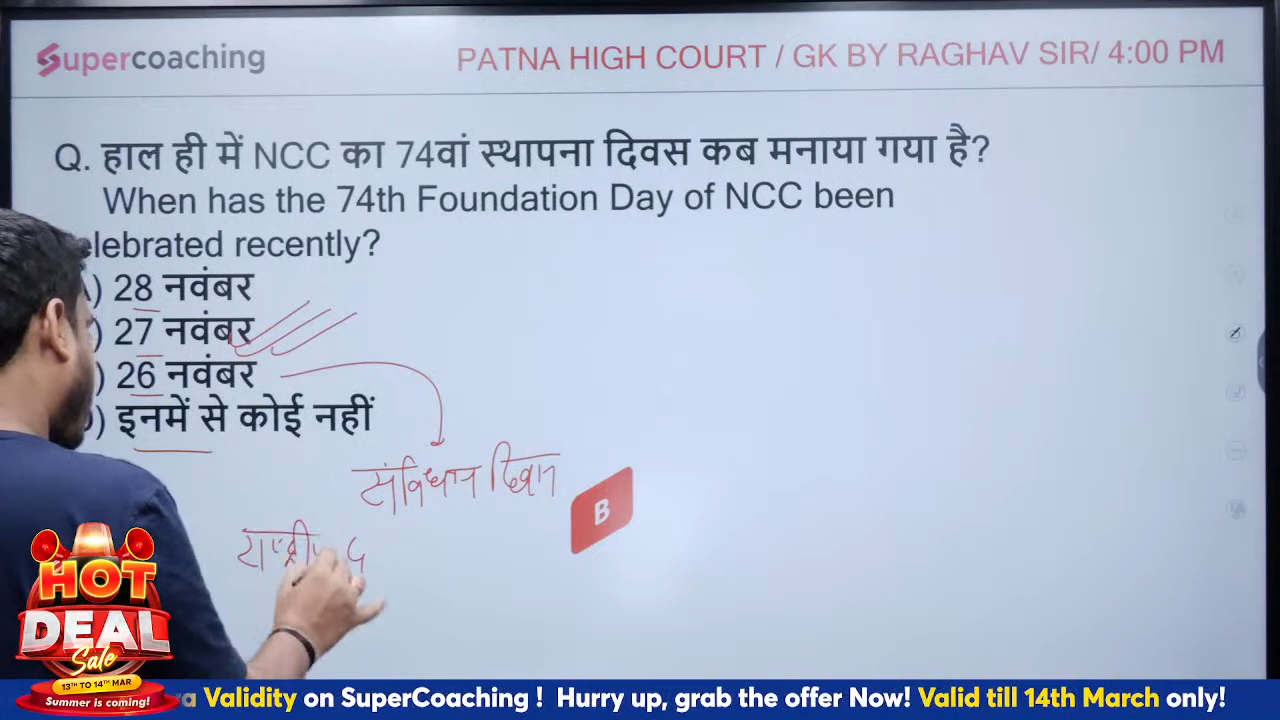 Supercoaching
PATNA HIGH COURT / GK BY RAGHAV SIR/ 4:00 PM
Q. हाल ही में NCC का 74वां स्थापना दिवस कब मनाया गया है?
When has the 74th Foundation Day of NCC been
elebrated recently?
) 28 नवंबर
) 27 नवंबर
) 26 नवंबर
) इनमें से कोई नहीं
संविधान दिवस
B
HOT
DEAL
Sale
13TH TO 14TH MAR
Summer is coming!
a Validity on SuperCoaching ! Hurry up, grab the offer Now! Valid till 14th March only!